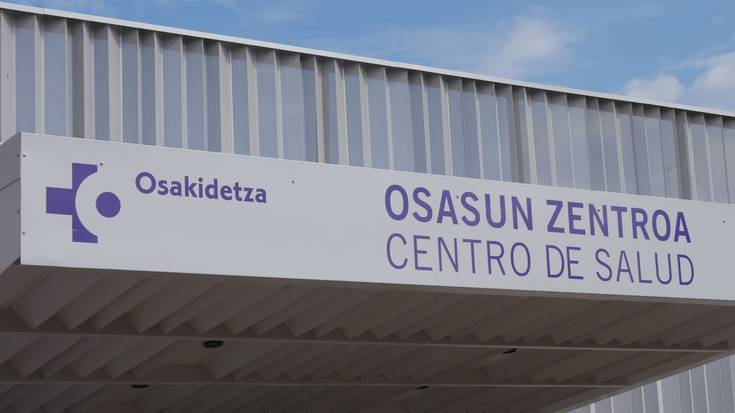 Osakidetza
OSASUN ZENTROA
CENTRO DE SALUD